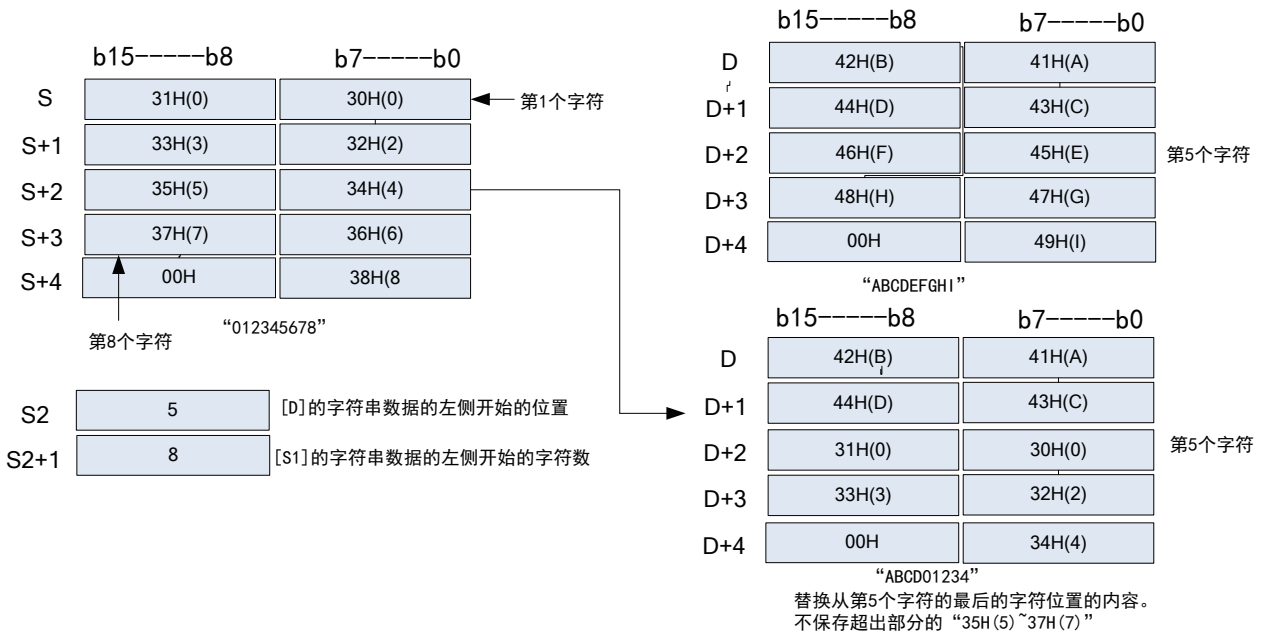 b15-----b8 b7-----b0
S 31H(0) 30H(0) 第1个字符
S+1 33H(3) 32H(2)
S+2 35H(5) 34H(4)
S+3 37H(7) 36H(6)
S+4 00H 38H(8
第8个字符
“012345678”
S2 5 [D]的字符串数据的左侧开始的位置
S2+1 8 [S1]的字符串数据的左侧开始的字符数
b15-----b8 b7-----b0
D 42H(B) 41H(A)
D+1 44H(D) 43H(C)
D+2 46H(F) 45H(E) 第5个字符
D+3 48H(H) 47H(G)
D+4 00H 49H(I)
“ABCDEFGHI”
b15-----b8 b7-----b0
D 42H(B) 41H(A)
D+1 44H(D) 43H(C)
D+2 31H(0) 30H(0) 第5个字符
D+3 33H(3) 32H(2)
D+4 00H 34H(4)
“ABCD01234”
替换从第5个字符的最后的字符位置的内容。
不保存超出部分的“35H(5)~37H(7)”